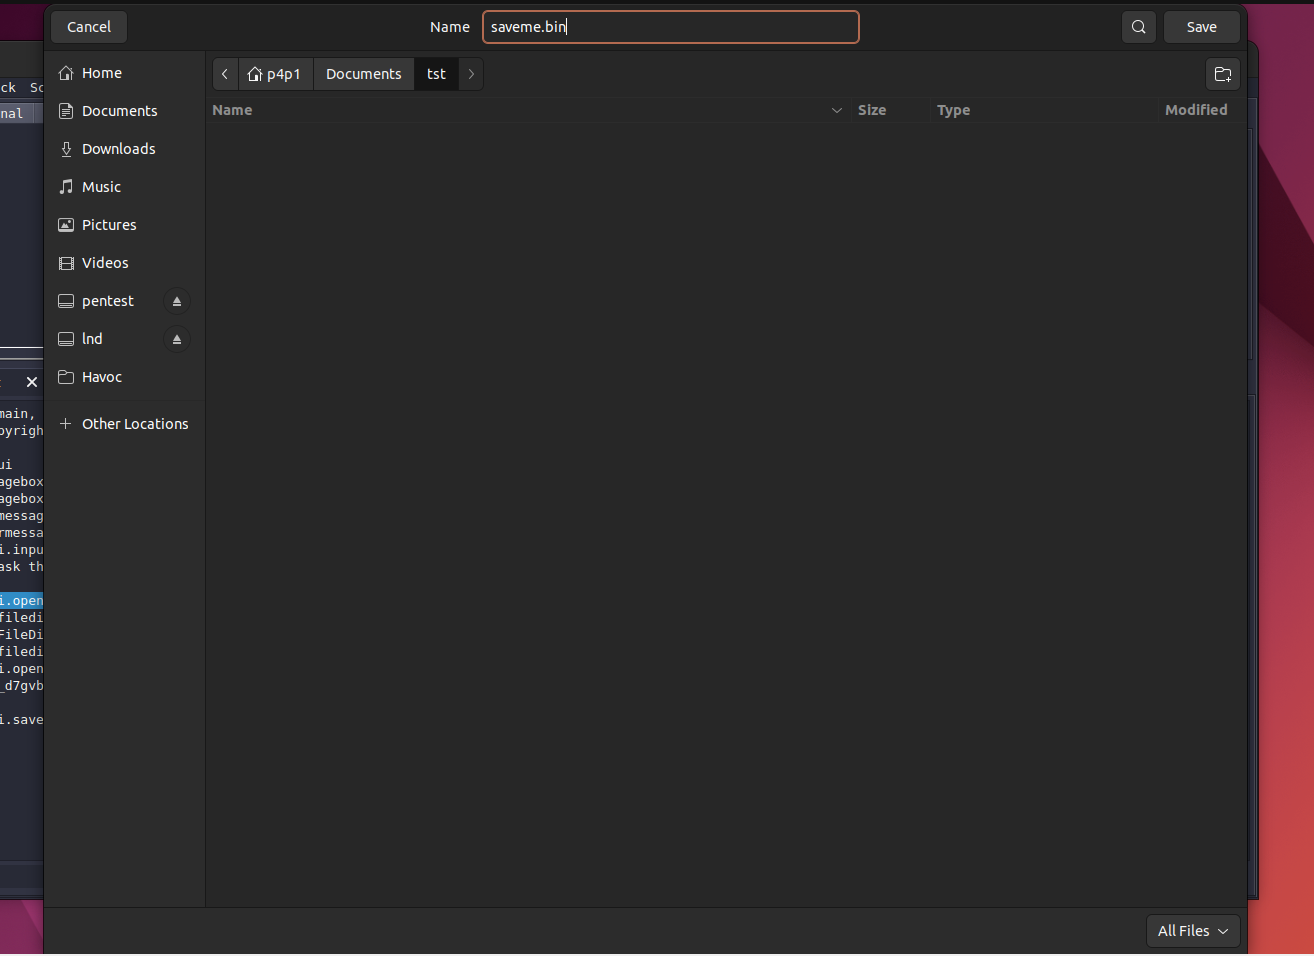 Cancel Name saveme.bin Save
Home
Documents
Downloads
Music
Pictures
Videos
pentest
lnd
Havoc
Other Locations
p4p1 Documents tst
Name Size Type Modified
All Files
ck Sc
nal
main,
pyrigh
ui
agebox
agebox
messag
rmessa
i.inpu
ask th
i.open
filedi
FileDi
filedi
i.open
_d7gvb
i.save